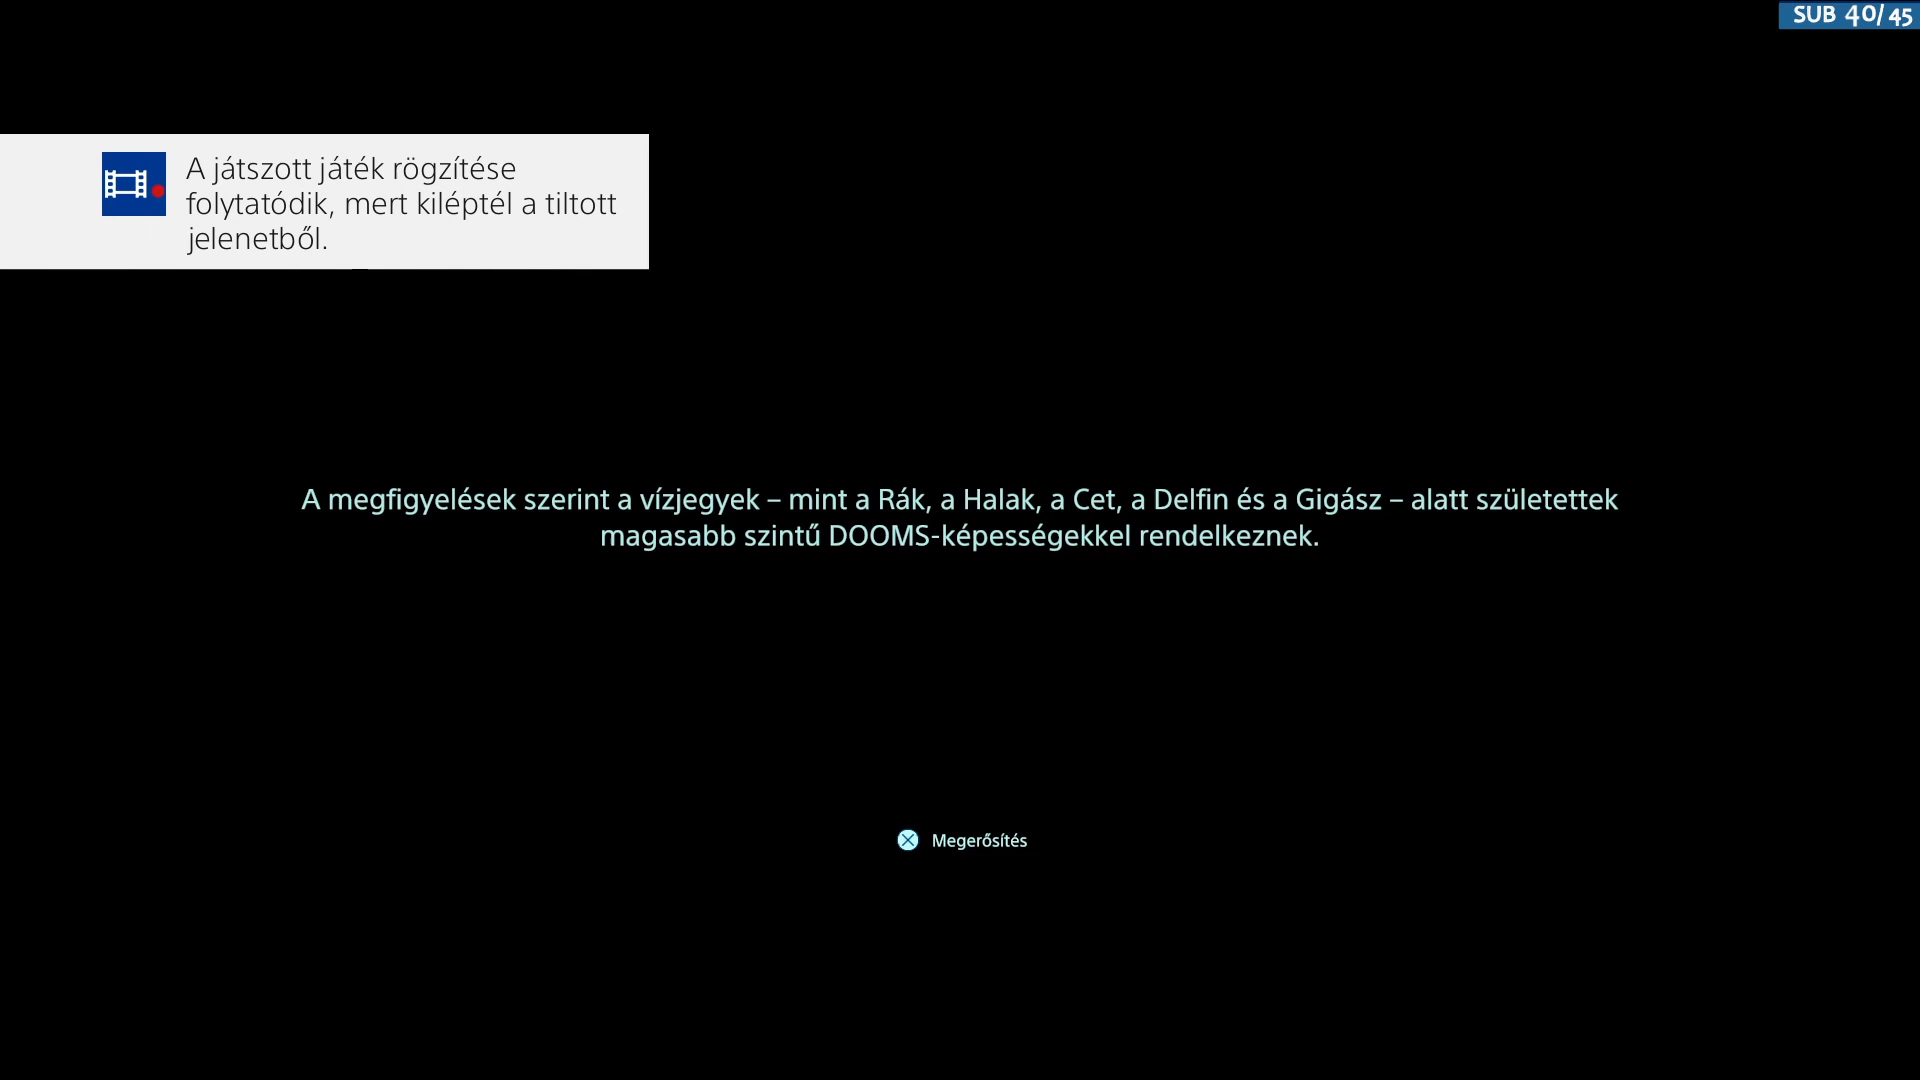 SUB 40/45
A játszott játék rögzítése
folytatódik, mert kiléptél a tiltott
jelenetből.
A megfigyelések szerint a vízjegyek – mint a Rák, a Halak, a Cet, a Delfin és a Gigász – alatt születettek
magasabb szintű DOOMS-képességekkel rendelkeznek.
Megerősítés